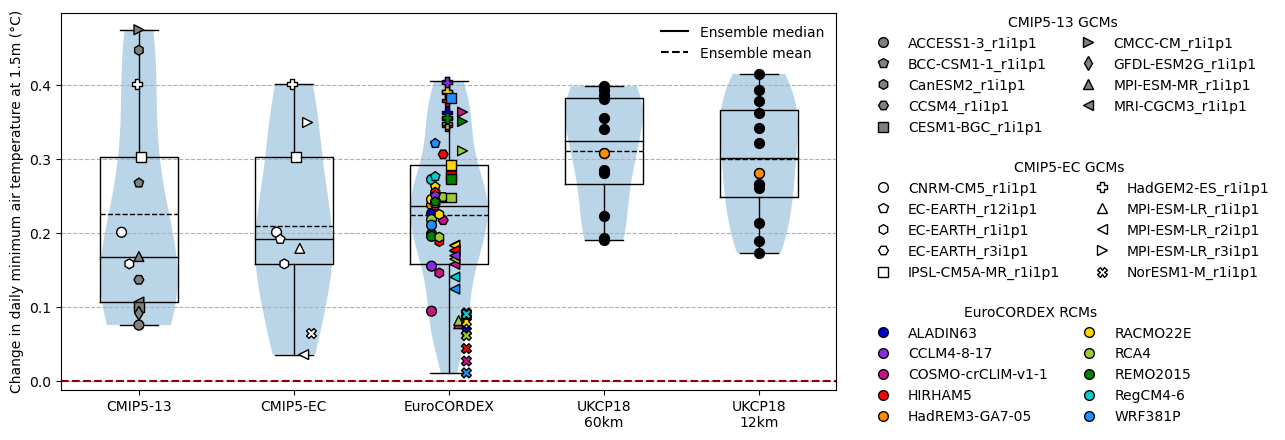 Change in daily minimum air temperature at 1.5m (°C)
0.4
0.3
0.2
0.1
0.0
Ensemble median
Ensemble mean
CMIP5-13
CMIP5-EC
EuroCORDEX
UKCP18
60km
UKCP18
12km
CMIP5-13 GCMs
ACCESS1-3_r1i1p1
BCC-CSM1-1_r1i1p1
CanESM2_r1i1p1
CCSM4_r1i1p1
CESM1-BGC_r1i1p1
CMCC-CM_r1i1p1
GFDL-ESM2G_r1i1p1
MPI-ESM-MR_r1i1p1
MRI-CGCM3_r1i1p1
CMIP5-EC GCMs
CNRM-CM5_r1i1p1
EC-EARTH_r12i1p1
EC-EARTH_r1i1p1
EC-EARTH_r3i1p1
IPSL-CM5A-MR_r1i1p1
HadGEM2-ES_r1i1p1
MPI-ESM-LR_r1i1p1
MPI-ESM-LR_r2i1p1
MPI-ESM-LR_r3i1p1
NorESM1-M_r1i1p1
EuroCORDEX RCMs
ALADIN63
CCLM4-8-17
COSMO-crCLIM-v1-1
HIRHAM5
HadREM3-GA7-05
RACMO22E
RCA4
REMO2015
RegCM4-6
WRF381P